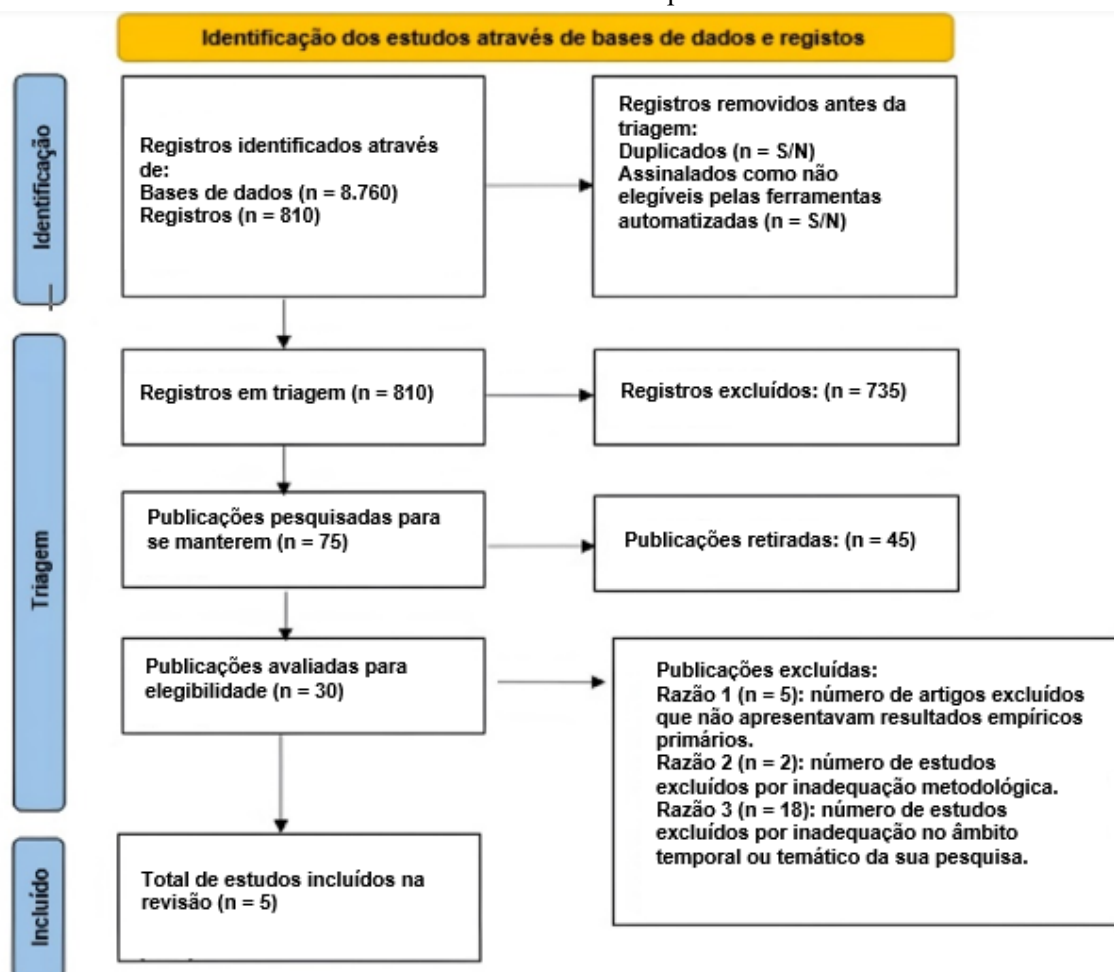 Identificação dos estudos através de bases de dados e registos
Identificação
Registros identificados através
de:
Bases de dados (n = 8.760)
Registros (n = 810)
Registros removidos antes da
triagem:
Duplicados (n = S/N)
Assinalados como não
elegíveis pelas ferramentas
automatizadas (n = S/N)
Triagem
Registros em triagem (n = 810)
Registros excluídos: (n = 735)
Publicações pesquisadas para
se manterem (n = 75)
Publicações retiradas: (n = 45)
Publicações avaliadas para
elegibilidade (n = 30)
Publicações excluídas:
Razão 1 (n = 5): número de artigos excluídos
que não apresentavam resultados empíricos
primários.
Razão 2 (n = 2): número de estudos
excluídos por inadequação metodológica.
Razão 3 (n = 18): número de estudos
excluídos por inadequação no âmbito
temporal ou temático da sua pesquisa.
Incluído
Total de estudos incluídos na
revisão (n = 5)